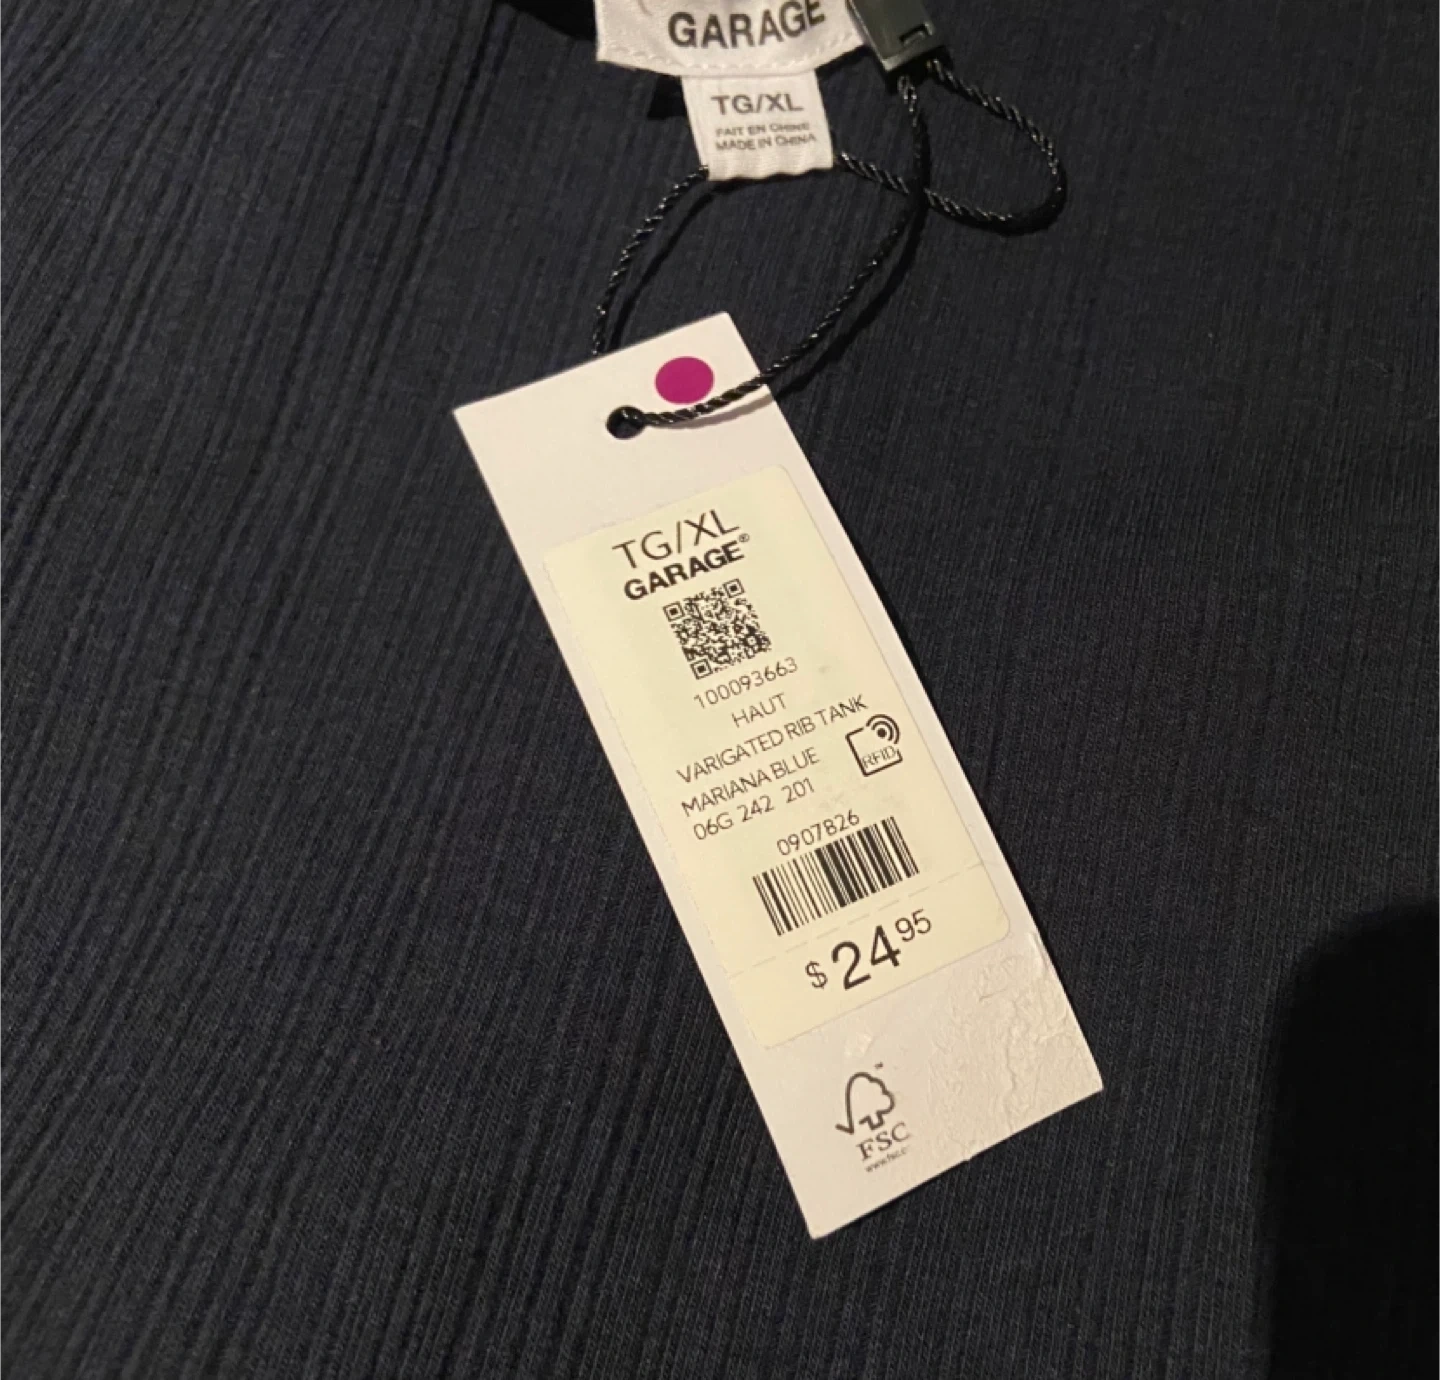 GARAGE
TG/XL
FAIT EN CHINE
MADE IN CHINA
TG/XL
GARAGE®
100093663
HAUT
VARIGATED RIB TANK
MARIANA BLUE
RFID
06G 242 201
0907826
$ 24 95
FSC